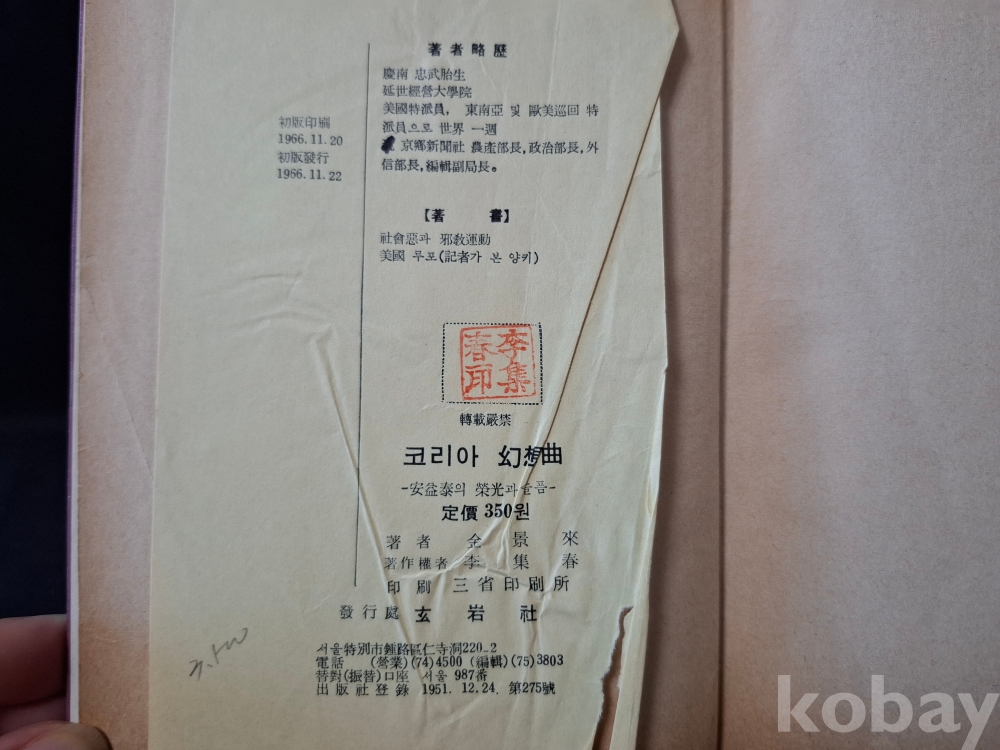 著者略歷
慶南 忠武胎生
延世經營大學院
美國特派員, 東南亞 및 歐美巡回 特
派員으로 世界 一週
京鄕新聞社 農產部長,政治部長,外
信部長,編輯副局長。
初版印刷
1966.11.20
初版發行
1966.11.22
【著 書】
社會惡과 邪敎運動
美國 무포(記者가 본 양키)
李集
春印
轉載嚴禁
코리아 幻想曲
-安益泰의 榮光과 슬픔-
定價 350원
著者 全景來
著作權者 李集春
印刷 三省印刷所
發行處 玄岩社
서울特別市鍾路區仁寺洞220-2
電話 (營業)(74)4500 (編輯)(75)3803
替對(振替)口座 서울 987番
出版社登錄 1951. 12.24. 第275號
kobay